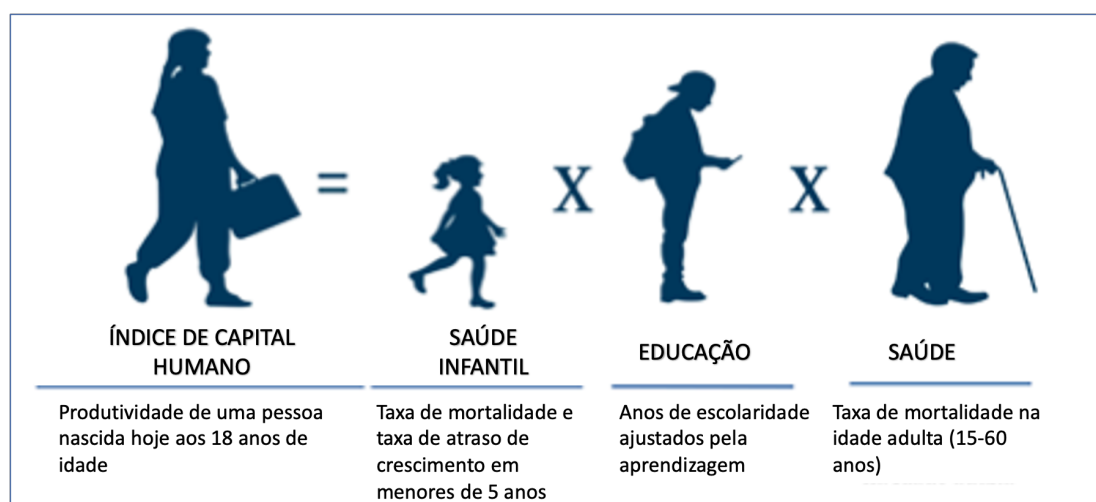 =
X
X
ÍNDICE DE CAPITAL
HUMANO
Produtividade de uma pessoa
nascida hoje aos 18 anos de
idade
SAÚDE
INFANTIL
Taxa de mortalidade e
taxa de atraso de
crescimento em
menores de 5 anos
EDUCAÇÃO
Anos de escolaridade
ajustados pela
aprendizagem
SAÚDE
Taxa de mortalidade na
idade adulta (15-60
anos)